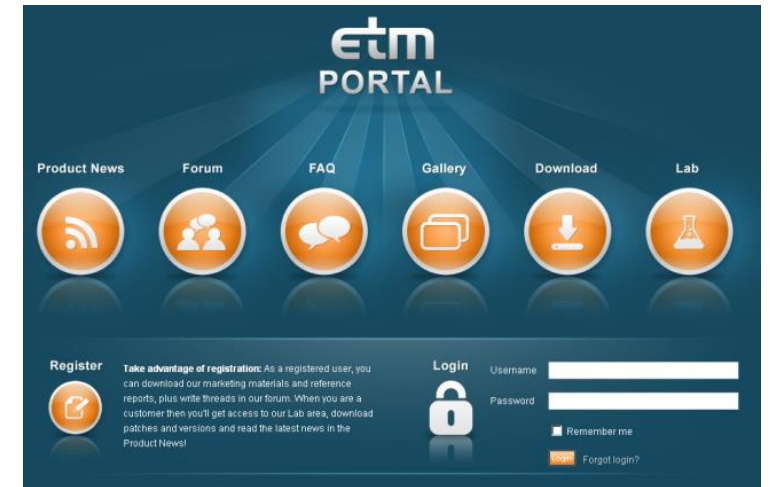 etm
PORTAL
Product News
Forum
FAQ
Gallery
Download
Lab
Register
Take advantage of registration: As a registered user, you
can download our marketing materials and reference
reports, plus write threads in our forum. When you are a
customer then you'll get access to our Lab area, download
patches and versions and read the latest news in the
Product News!
Login
Username
Password
Remember me
Login
Forgot login?